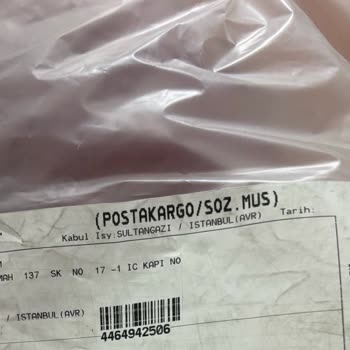 (POSTAKARGO/SOZ.MUS)
Kabul Isy:SULTANGAZI / ISTANBUL(AVR) Tarih:
MAH 137 SK NO 17 -1 IC KAPI NO
/ ISTANBUL(AVR)
4464942506